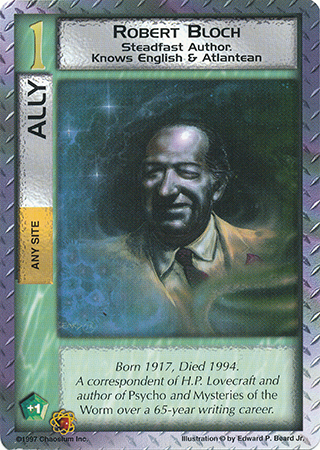 1
ROBERT BLOCH
Steadfast Author.
Knows English & Atlantean
ALLY
ANY SITE
Born 1917, Died 1994.
A correspondent of H.P. Lovecraft and
author of Psycho and Mysteries of the
Worm over a 65-year writing career.
+1
©1997 Chaosium Inc.
Illustration © by Edward P. Beard Jr.